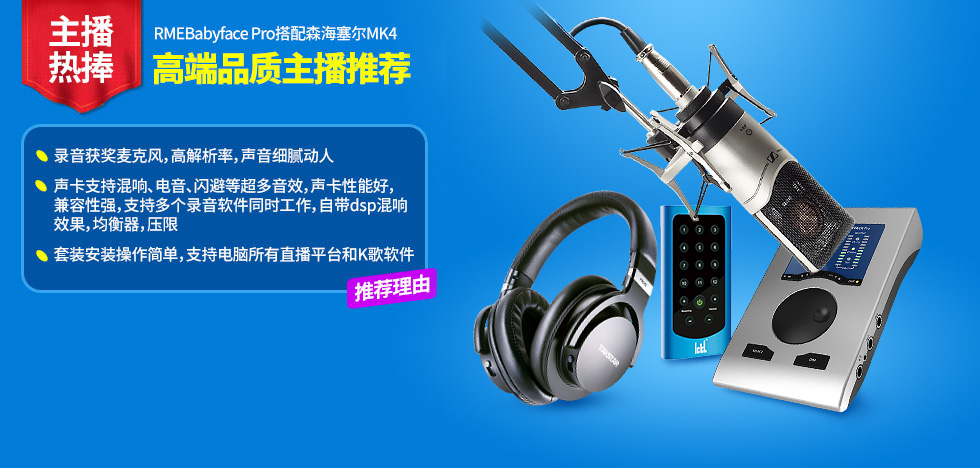 主播
热捧
RMEBabyface Pro搭配森海塞尔MK4
高端品质主播推荐
录音获奖麦克风,高解析率,声音细腻动人
声卡支持混响、电音、闪避等超多音效,声卡性能好,
兼容性强,支持多个录音软件同时工作,自带dsp混响
效果,均衡器,压限
套装安装操作简单,支持电脑所有直播平台和K歌软件
推荐理由
TAKSTAR
ickb